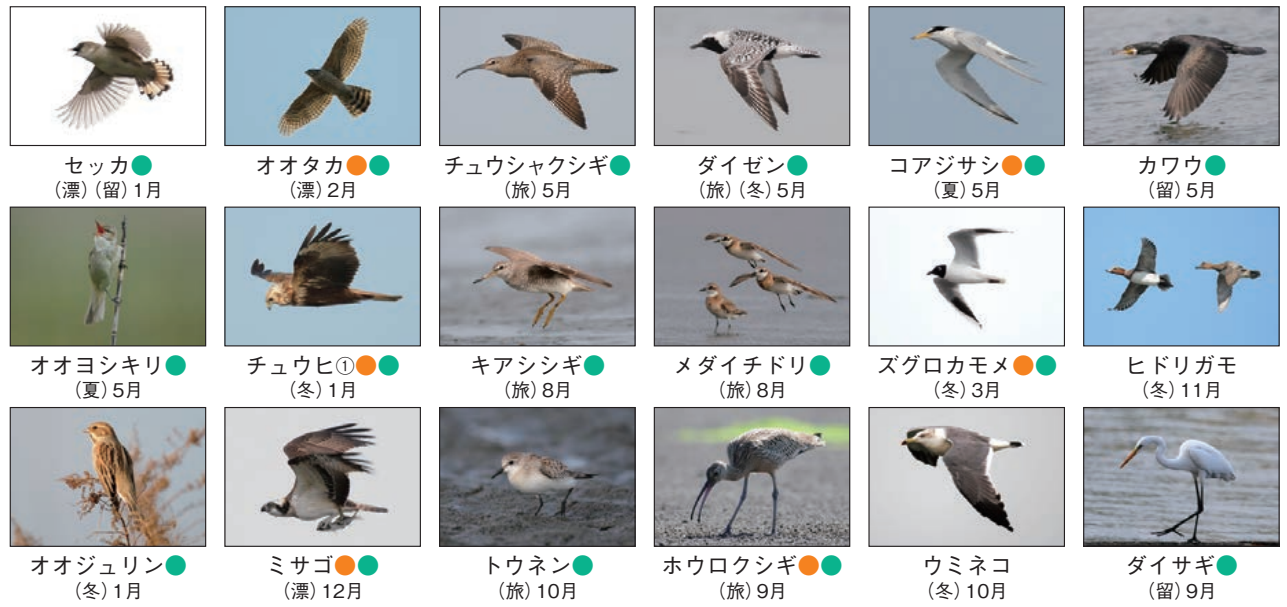 セッカ
(漂)(留)1月
オオタカ
(漂)2月
チュウシャクシギ
(旅)5月
ダイゼン
(旅)(冬)5月
コアジサシ
(夏)5月
カワウ
(留)5月
オオヨシキリ
(夏)5月
チュウヒ①
(冬)1月
キアシシギ
(旅)8月
メダイチドリ
(旅)8月
ズグロカモメ
(冬)3月
ヒドリガモ
(冬)11月
オオジュリン
(冬)1月
ミサゴ
(漂)12月
トウネン
(旅)10月
ホウロクシギ
(旅)9月
ウミネコ
(冬)10月
ダイサギ
(留)9月